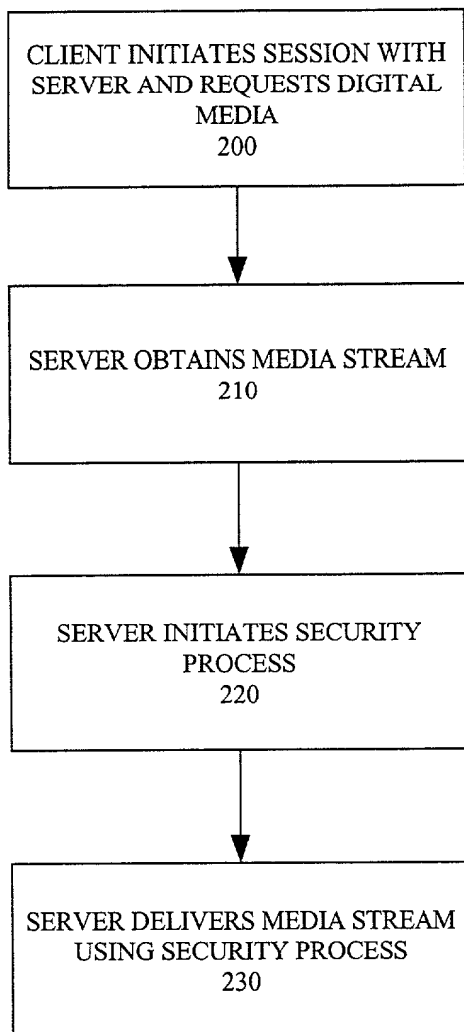 CLIENT INITIATES SESSION WITH
SERVER AND REQUESTS DIGITAL
MEDIA
200
SERVER OBTAINS MEDIA STREAM
210
SERVER INITIATES SECURITY
PROCESS
220
SERVER DELIVERS MEDIA STREAM
USING SECURITY PROCESS
230